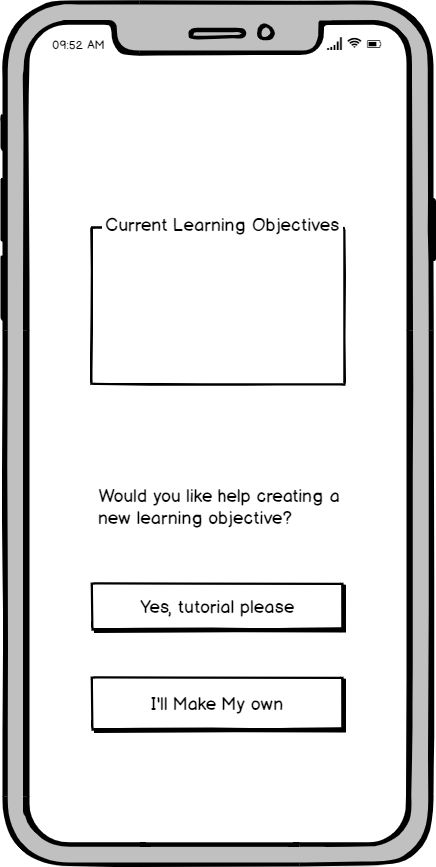 09:52 AM
Current Learning Objectives
Would you like help creating a
new learning objective?
Yes, tutorial please
I'll Make My own